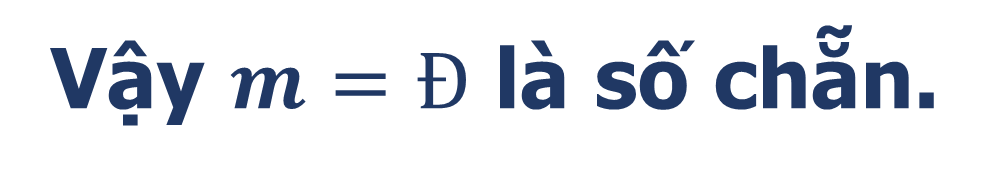 Vậy m = Đ là số chẵn.